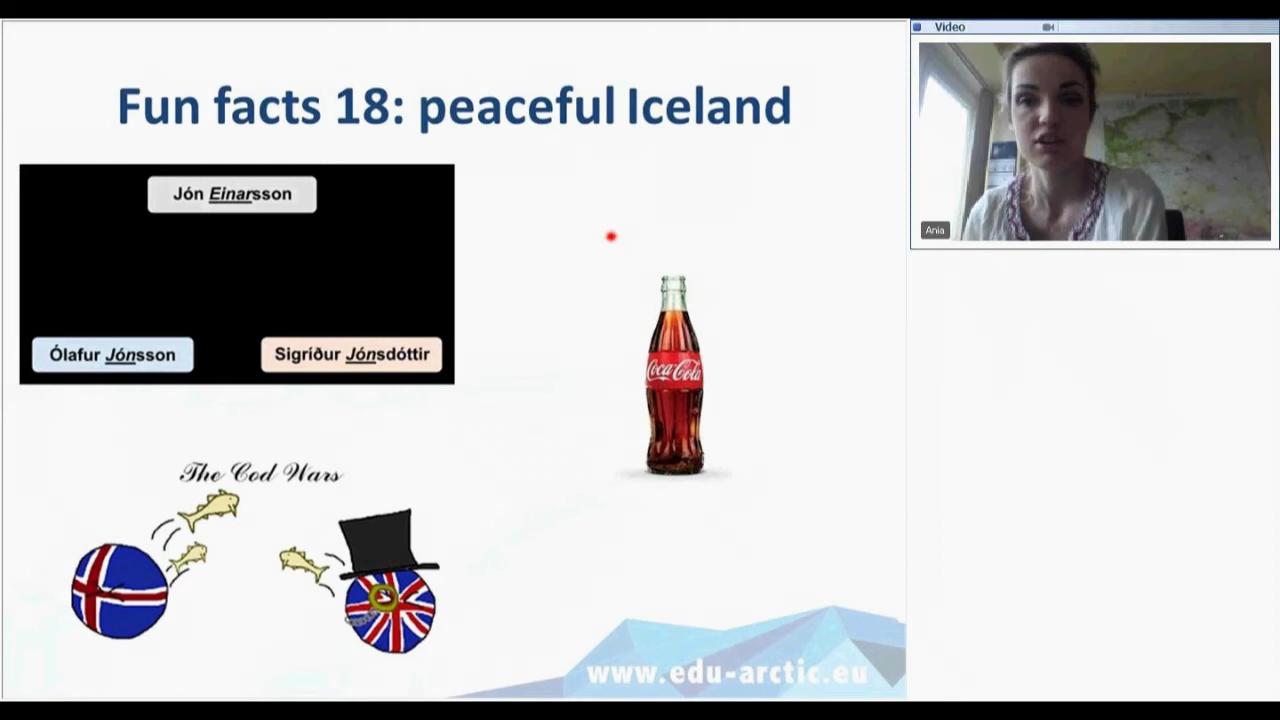 Fun facts 18: peaceful Iceland
Jón Einarsson
Ólafur Jónsson
Sigríður Jónsdóttir
Coca-Cola
The Cod Wars
www.edu-arctic.eu
Video
Ania